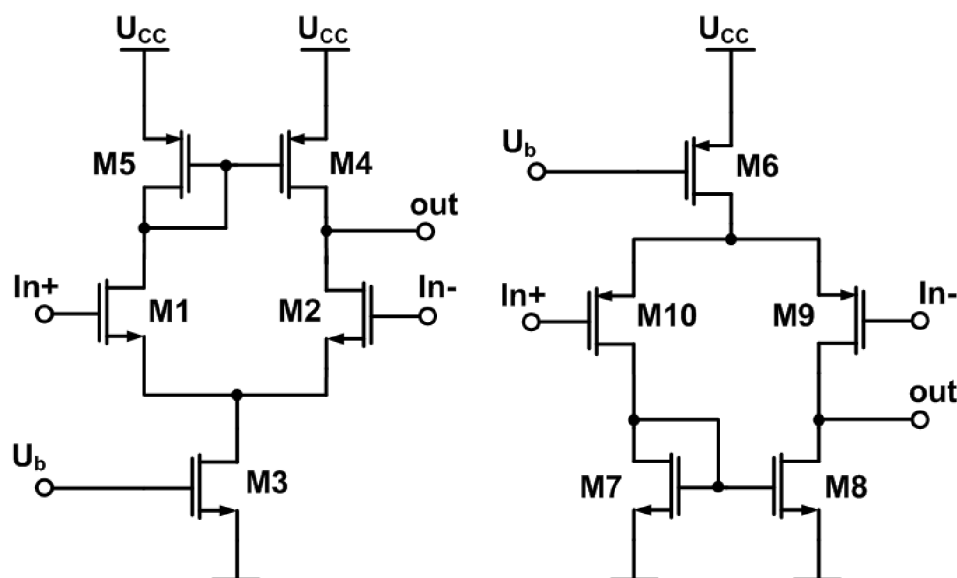 UCC UCC UCC
M5 M4 Ub M6
out
In+ M1 M2 In- In+ M10 M9 In-
out
Ub M3 M7 M8